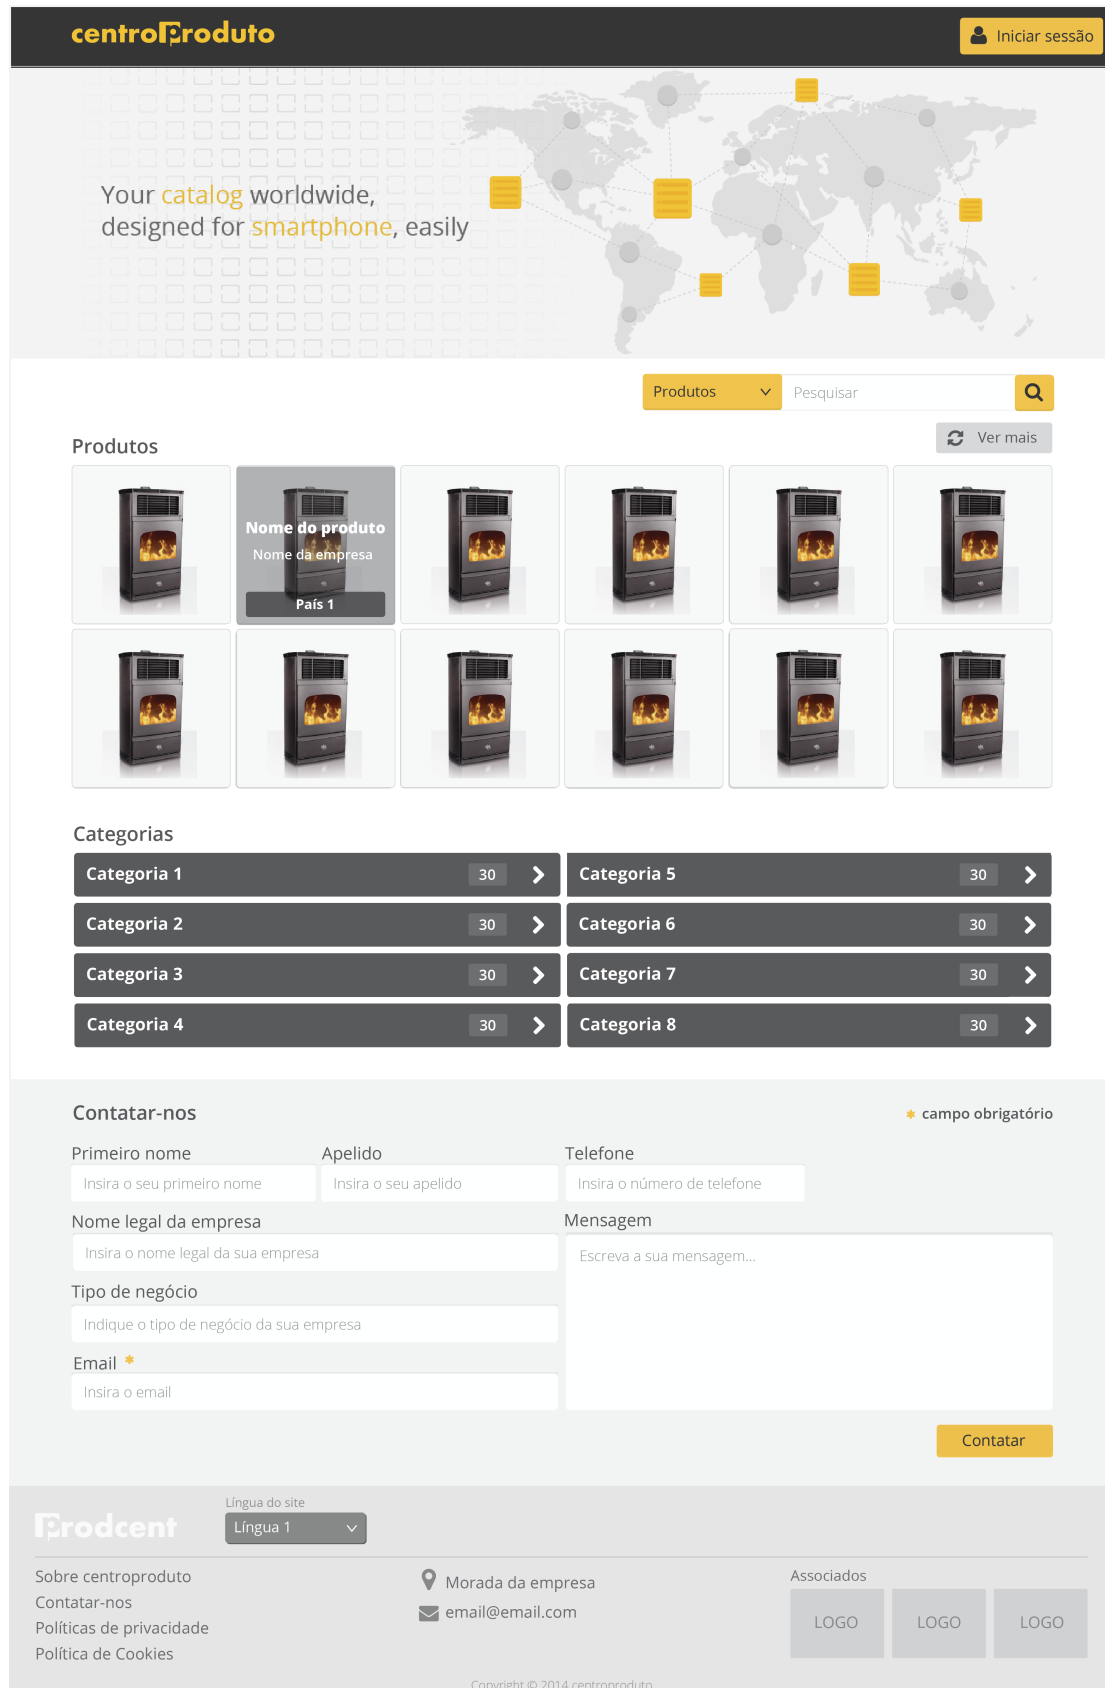 centroProduto
Iniciar sessão
Your catalog worldwide,
designed for smartphone, easily
Produtos
Pesquisar
Produtos
Ver mais
Nome do produto
Nome da empresa
País 1
Categorias
Categoria 1 30
Categoria 5 30
Categoria 2 30
Categoria 6 30
Categoria 3 30
Categoria 7 30
Categoria 4 30
Categoria 8 30
Contatar-nos
* campo obrigatório
Primeiro nome
Apelido
Telefone
Insira o seu primeiro nome
Insira o seu apelido
Insira o número de telefone
Nome legal da empresa
Mensagem
Insira o nome legal da sua empresa
Escreva a sua mensagem...
Tipo de negócio
Indique o tipo de negócio da sua empresa
Email *
Insira o email
Contatar
Prodcent
Língua do site
Língua 1
Sobre centroproduto
Contatar-nos
Políticas de privacidade
Política de Cookies
Morada da empresa
email@email.com
Associados
LOGO
LOGO
LOGO
Copyright © 2014 centroproduto